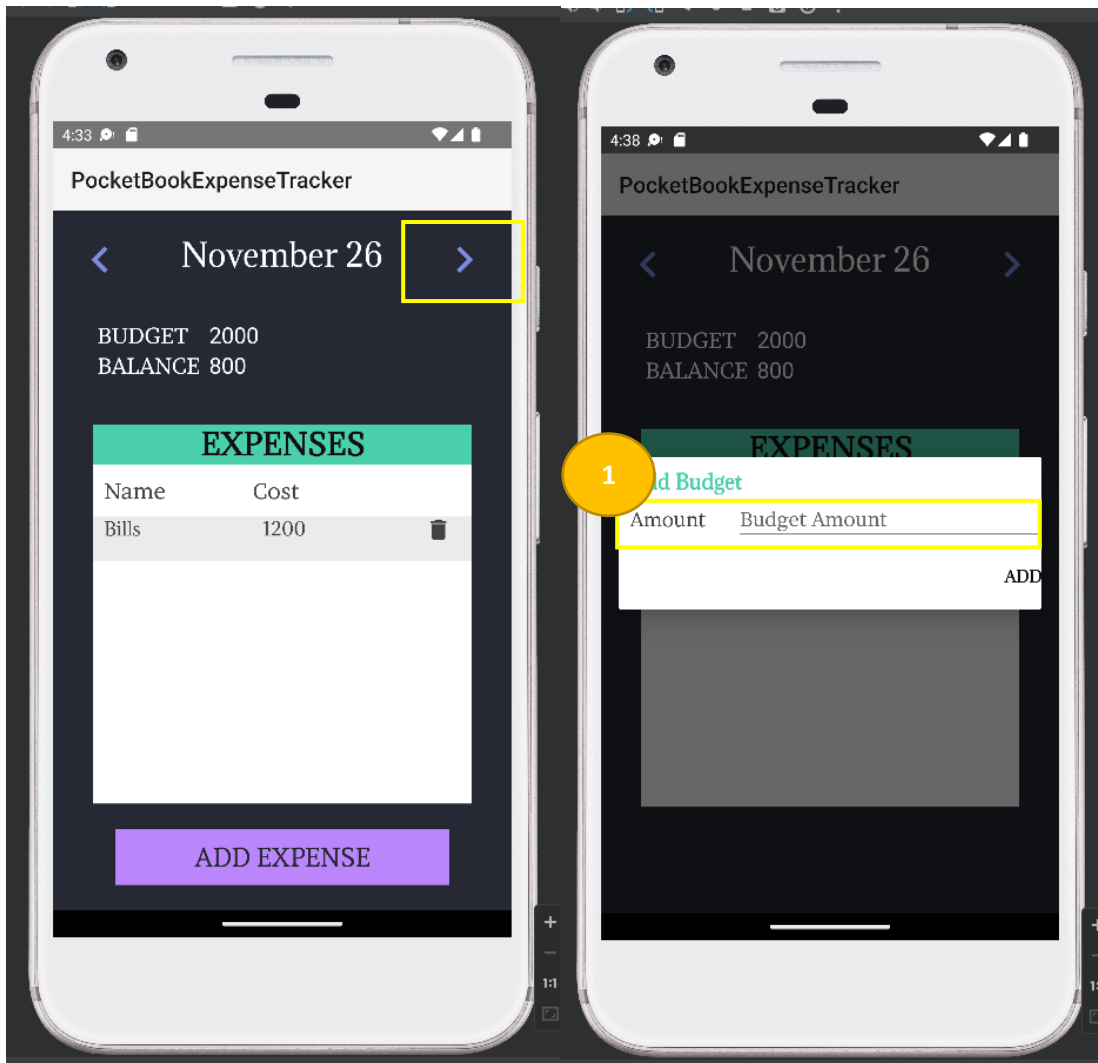 4:33
PocketBookExpenseTracker
November 26
BUDGET 2000
BALANCE 800
EXPENSES
Name Cost
Bills 1200
ADD EXPENSE
+
1:1
4:38
PocketBookExpenseTracker
November 26
BUDGET 2000
BALANCE 800
EXPENSES
1
Budget
Amount Budget Amount
ADD
+